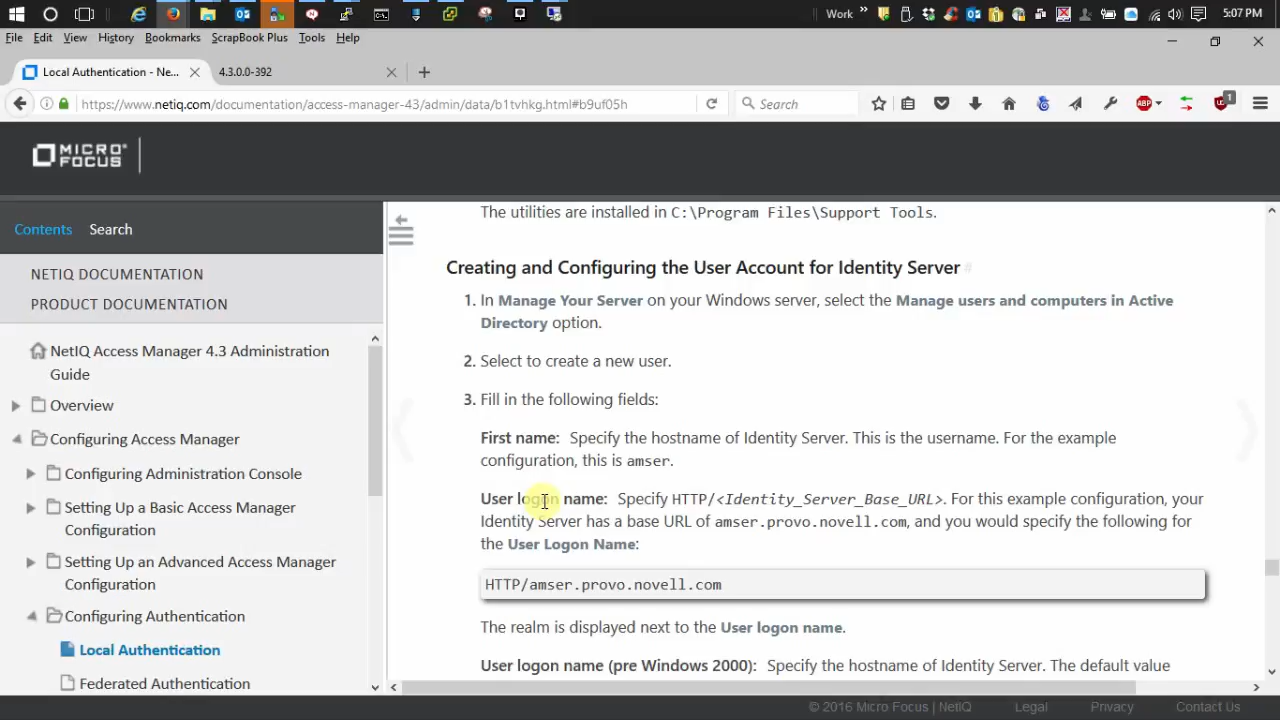 Work
5:07 PM
File Edit View History Bookmarks ScrapBook Plus Tools Help
Local Authentication - Ne...
4.3.0.0-392
https://www.netiq.com/documentation/access-manager-43/admin/data/b1tvhkg.html#b9uf05h
Search
ABP
1
MICRO
FOCUS
Contents Search
NETIQ DOCUMENTATION
PRODUCT DOCUMENTATION
NetIQ Access Manager 4.3 Administration
Guide
Overview
Configuring Access Manager
Configuring Administration Console
Setting Up a Basic Access Manager
Configuration
Setting Up an Advanced Access Manager
Configuration
Configuring Authentication
Local Authentication
Federated Authentication
The utilities are installed in C:\Program Files\Support Tools.
Creating and Configuring the User Account for Identity Server #
1. In Manage Your Server on your Windows server, select the Manage users and computers in Active
Directory option.
2. Select to create a new user.
3. Fill in the following fields:
First name: Specify the hostname of Identity Server. This is the username. For the example
configuration, this is amser.
User logon name: Specify HTTP/<Identity_Server_Base_URL>. For this example configuration, your
Identity Server has a base URL of amser.provo.novell.com, and you would specify the following for
the User Logon Name:
HTTP/amser.provo.novell.com
The realm is displayed next to the User logon name.
User logon name (pre Windows 2000): Specify the hostname of Identity Server. The default value
© 2016 Micro Focus | NetIQ Legal Privacy Contact Us